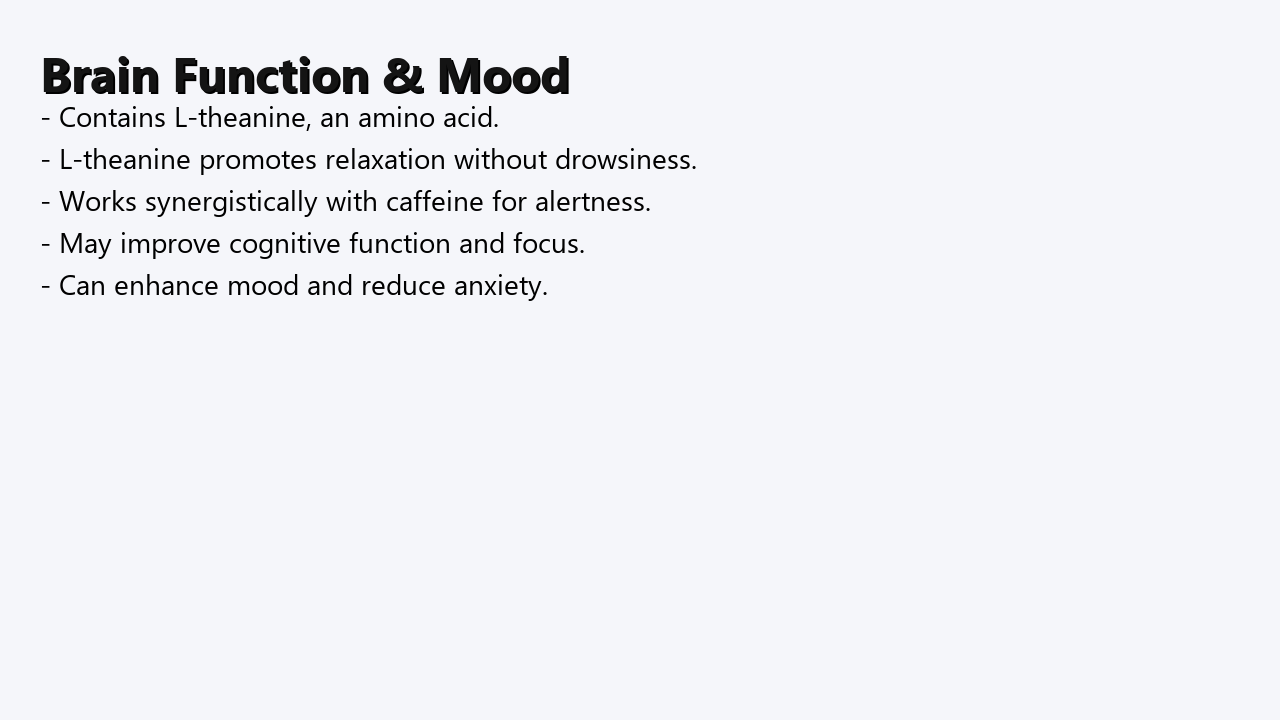 Brain Function & Mood
- Contains L-theanine, an amino acid.
- L-theanine promotes relaxation without drowsiness.
- Works synergistically with caffeine for alertness.
- May improve cognitive function and focus.
- Can enhance mood and reduce anxiety.